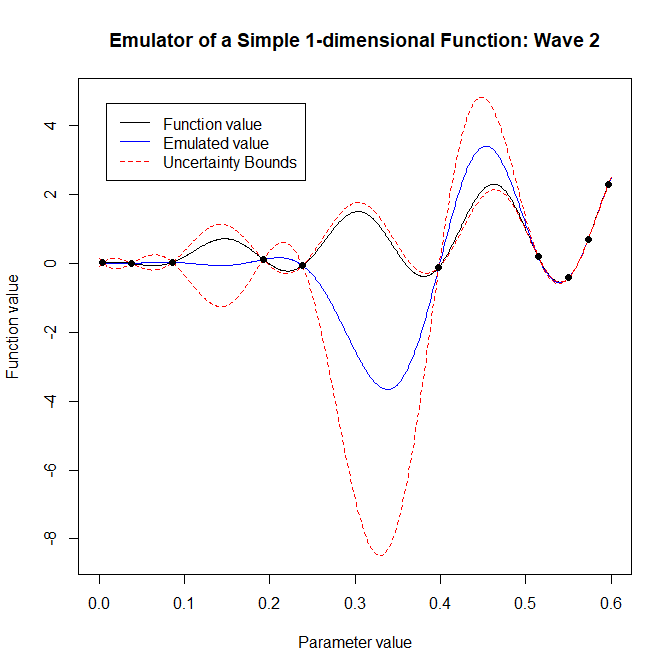 Emulator of a Simple 1-dimensional Function: Wave 2
Function value
Emulated value
Uncertainty Bounds
4
2
0
-2
-4
-6
-8
Function value
0.0 0.1 0.2 0.3 0.4 0.5 0.6
Parameter value